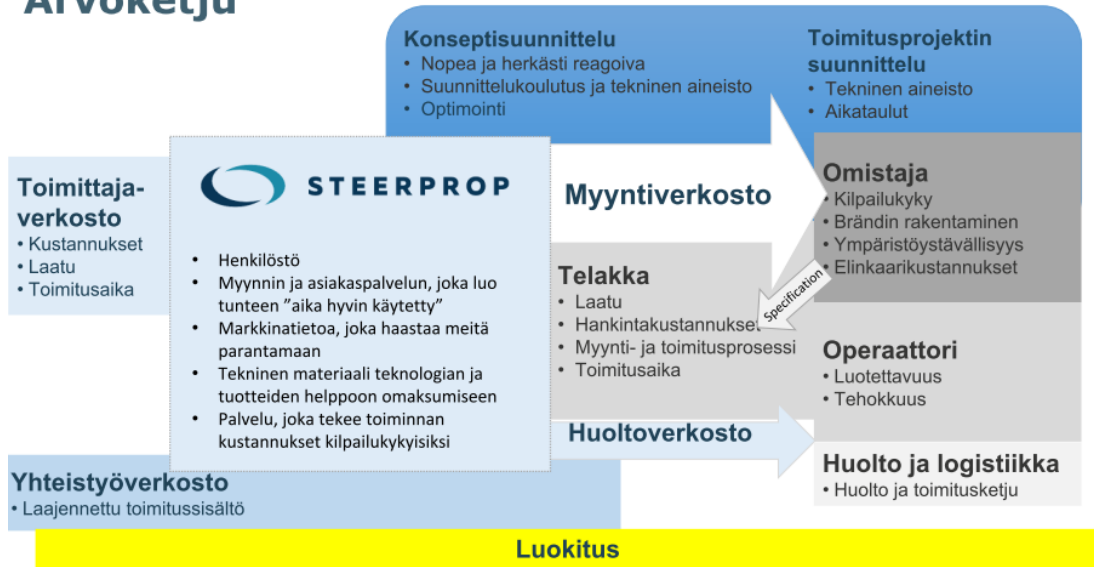 Arvoketju
Konseptisuunnittelu
• Nopea ja herkästi reagoiva
• Suunnittelukoulutus ja tekninen aineisto
• Optimointi
Toimitusprojektin
suunnittelu
• Tekninen aineisto
• Aikataulut
Toimittaja-
verkosto
• Kustannukset
• Laatu
• Toimitusaika
STEERPROP
• Henkilöstö
• Myynnin ja asiakaspalvelun, joka luo
tunteen ”aika hyvin käytetty”
• Markkinatietoa, joka haastaa meitä
parantamaan
• Tekninen materiaali teknologian ja
tuotteiden helppoon omaksumiseen
• Palvelu, joka tekee toiminnan
kustannukset kilpailukykyisiksi
Myyntiverkosto
Omistaja
• Kilpailukyky
• Brändin rakentaminen
• Ympäristöystävällisyys
• Elinkaarikustannukset
Telakka
• Laatu
• Hankintakustannukset
• Myynti- ja toimitusprosessi
• Toimitusaika
Specification
Operaattori
• Luotettavuus
• Tehokkuus
Huoltoverkosto
Huolto ja logistiikka
• Huolto ja toimitusketju
Yhteistyöverkosto
• Laajennettu toimitussisältö
Luokitus